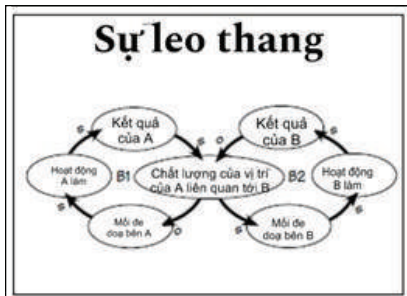 Sự leo thang
Kết quả
của A
Kết quả
của B
s
s
o
s
Hoạt động
A làm
B1
Chất lượng của vị trí
của A liên quan tới B
B2
Hoạt động
B làm
s
o
s
s
Mối đe
doạ bên A
Mối đe
doạ bên B